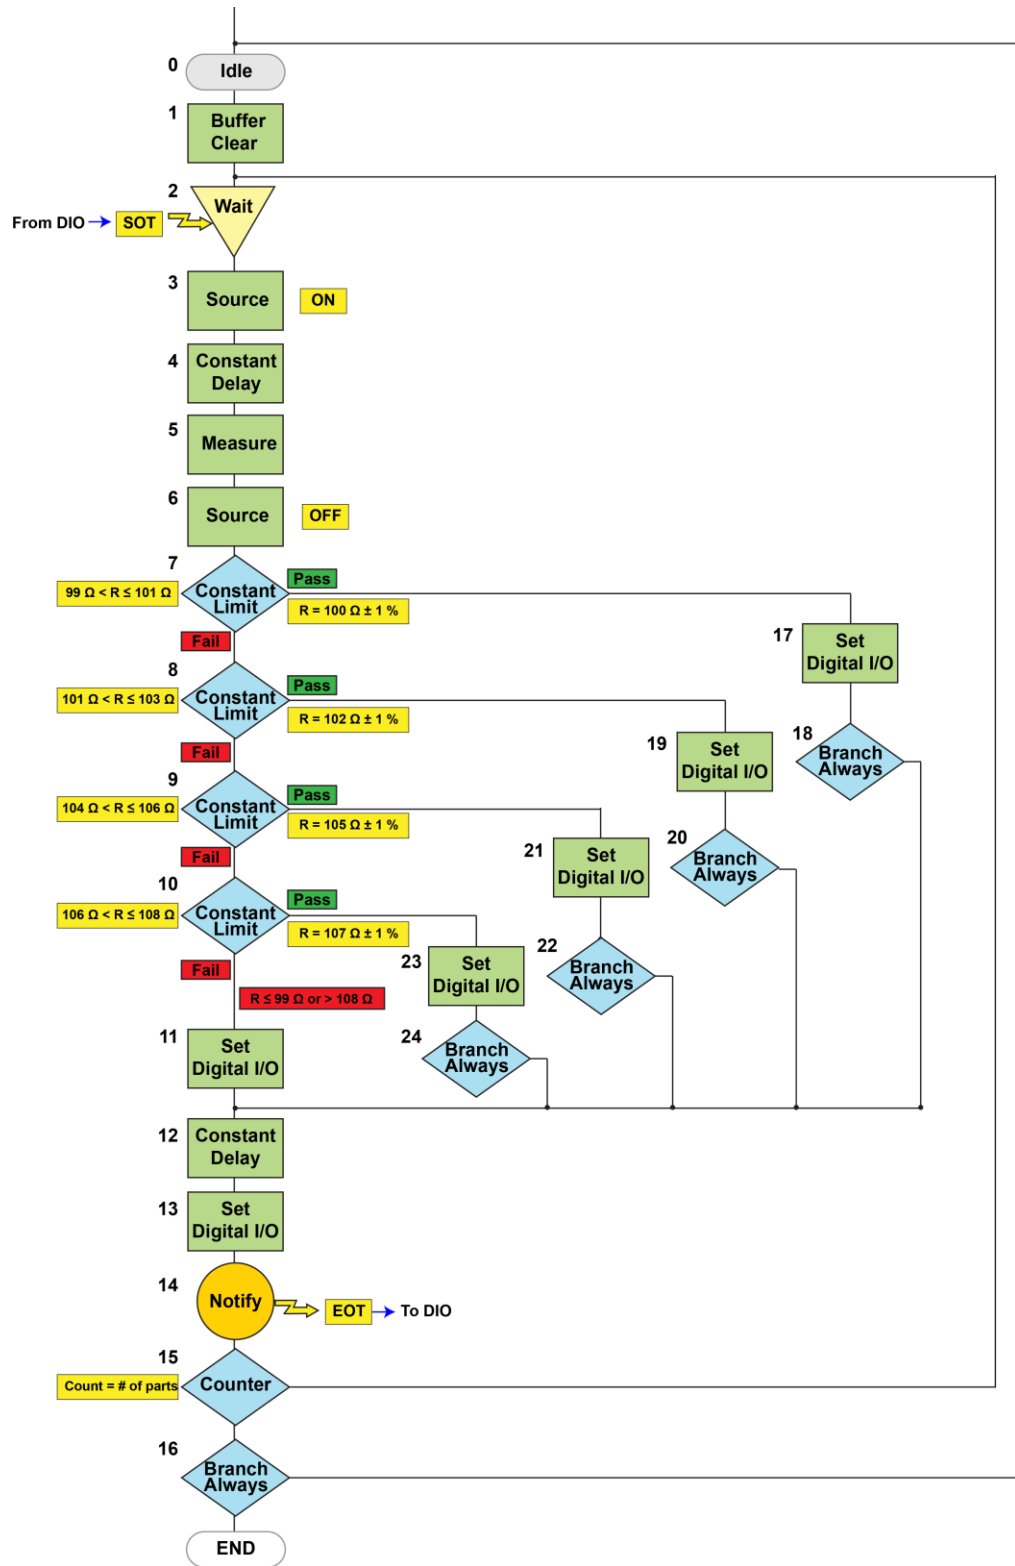 0
Idle
1
Buffer
Clear
2
Wait
From DIO
SOT
3
Source
ON
4
Constant
Delay
5
Measure
6
Source
OFF
7
Constant
Limit
99 Ω < R ≤ 101 Ω
Pass
R = 100 Ω ± 1 %
Fail
17
Set
Digital I/O
8
Constant
Limit
101 Ω < R ≤ 103 Ω
Pass
R = 102 Ω ± 1 %
Fail
18
Branch
Always
19
Set
Digital I/O
9
Constant
Limit
104 Ω < R ≤ 106 Ω
Pass
R = 105 Ω ± 1 %
Fail
20
Branch
Always
21
Set
Digital I/O
10
Constant
Limit
106 Ω < R ≤ 108 Ω
Pass
R = 107 Ω ± 1 %
Fail
22
Branch
Always
23
Set
Digital I/O
R ≤ 99 Ω or > 108 Ω
11
Set
Digital I/O
24
Branch
Always
12
Constant
Delay
13
Set
Digital I/O
14
Notify
EOT
To DIO
15
Count = # of parts
Counter
16
Branch
Always
END